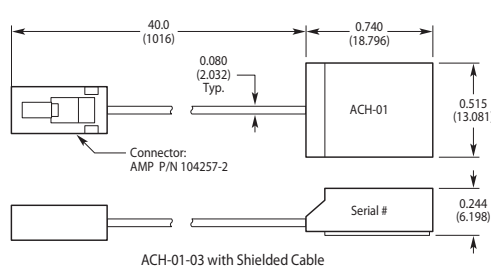 40.0
(1016)
0.740
(18.796)
0.080
(2.032)
Typ.
ACH-01
0.515
(13.081)
Connector:
AMP P/N 104257-2
Serial #
0.244
(6.198)
ACH-01-03 with Shielded Cable